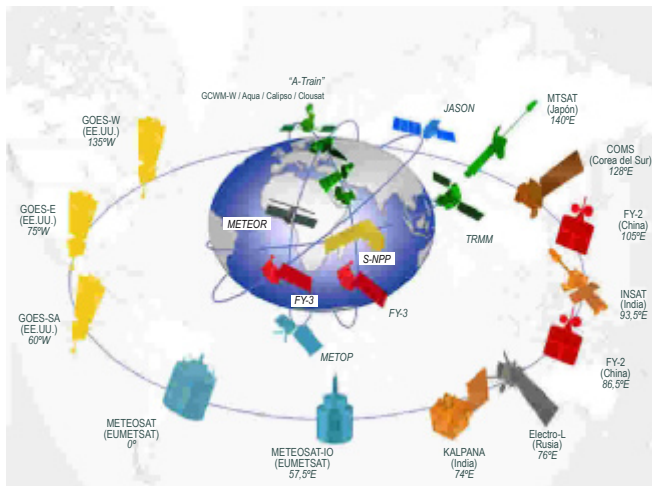 "A-Train"
GCWM-W / Aqua / Calipso / Clousat
JASON
MTSAT
(Japón)
140ºE
GOES-W
(EE.UU.)
135ºW
COMS
(Corea del Sur)
128ºE
GOES-E
(EE.UU.)
75ºW
METEOR
FY-2
(China)
105ºE
TRMM
S-NPP
INSAT
(India)
93,5ºE
FY-3
FY-3
GOES-SA
(EE.UU.)
60ºW
METOP
FY-2
(China)
86,5ºE
METEOSAT
(EUMETSAT)
0º
METEOSAT-IO
(EUMETSAT)
57,5ºE
KALPANA
(India)
74ºE
Electro-L
(Rusia)
76ºE